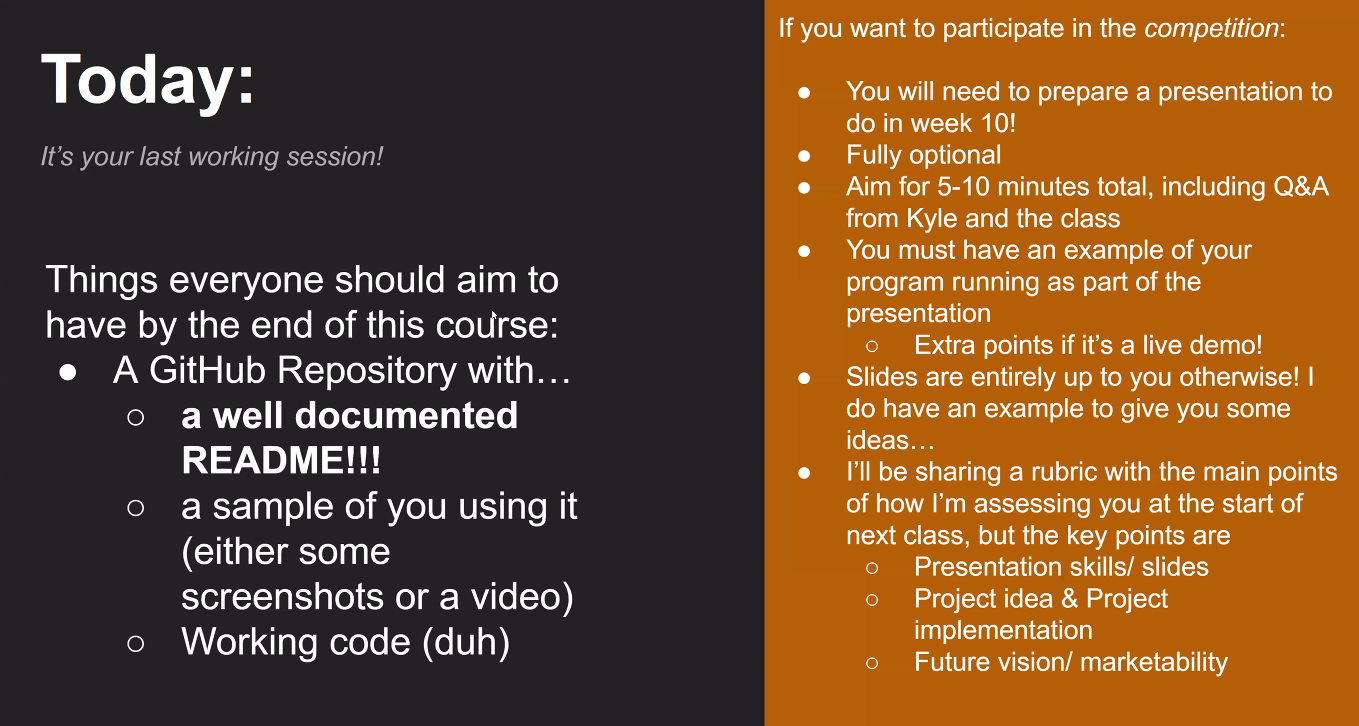 Today:
It's your last working session!
Things everyone should aim to
have by the end of this course:
● A GitHub Repository with…
○ a well documented
README!!!
○ a sample of you using it
(either some
screenshots or a video)
○ Working code (duh)
If you want to participate in the competition:
● You will need to prepare a presentation to
do in week 10!
● Fully optional
● Aim for 5-10 minutes total, including Q&A
from Kyle and the class
● You must have an example of your
program running as part of the
presentation
○ Extra points if it's a live demo!
● Slides are entirely up to you otherwise! I
do have an example to give you some
ideas…
● I'll be sharing a rubric with the main points
of how I'm assessing you at the start of
next class, but the key points are
○ Presentation skills/ slides
○ Project idea & Project
implementation
○ Future vision/ marketability